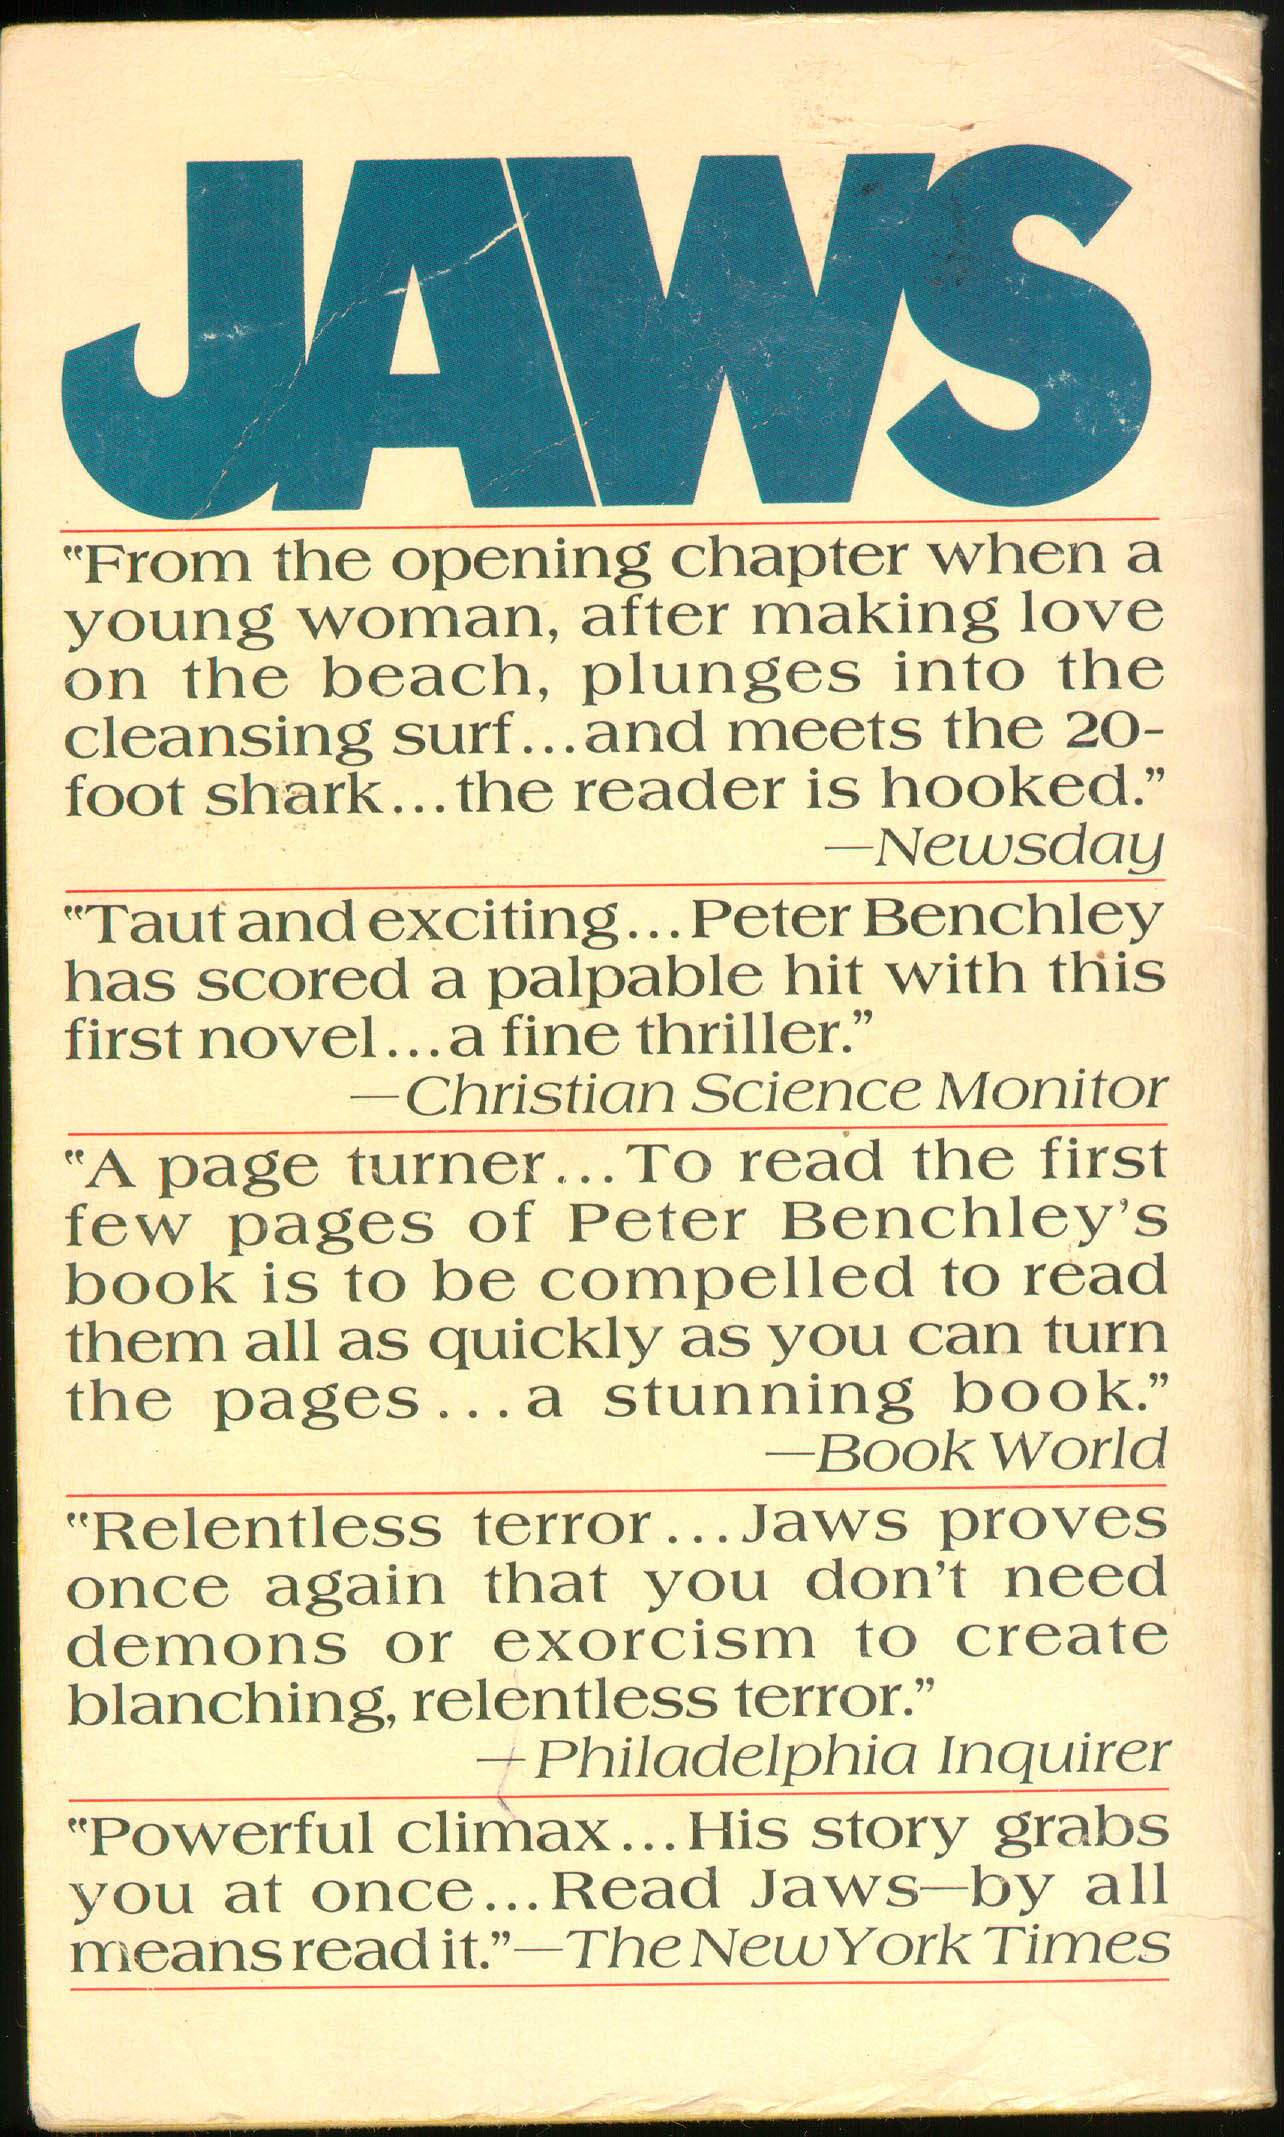 JAWS
“From the opening chapter when a
young woman, after making love
on the beach, plunges into the
cleansing surf...and meets the 20-
foot shark...the reader is hooked.”
—Newsday
“Taut and exciting...Peter Benchley
has scored a palpable hit with this
first novel...a fine thriller.”
—Christian Science Monitor
“A page turner...To read the first
few pages of Peter Benchley’s
book is to be compelled to read
them all as quickly as you can turn
the pages...a stunning book.”
—Book World
“Relentless terror...Jaws proves
once again that you don’t need
demons or exorcism to create
blanching, relentless terror.”
—Philadelphia Inquirer
“Powerful climax...His story grabs
you at once...Read Jaws—by all
means read it.”—The New York Times